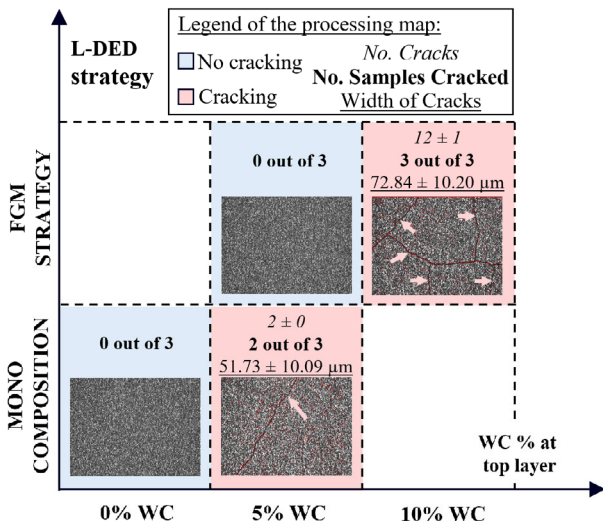 L-DED
strategy
Legend of the processing map:
No cracking
Cracking
No. Cracks
No. Samples Cracked
Width of Cracks
FGM
STRATEGY
0 out of 3
12 ± 1
3 out of 3
72.84 ± 10.20 µm
MONO
COMPOSITION
0 out of 3
2 ± 0
2 out of 3
51.73 ± 10.09 µm
WC % at
top layer
0% WC
5% WC
10% WC